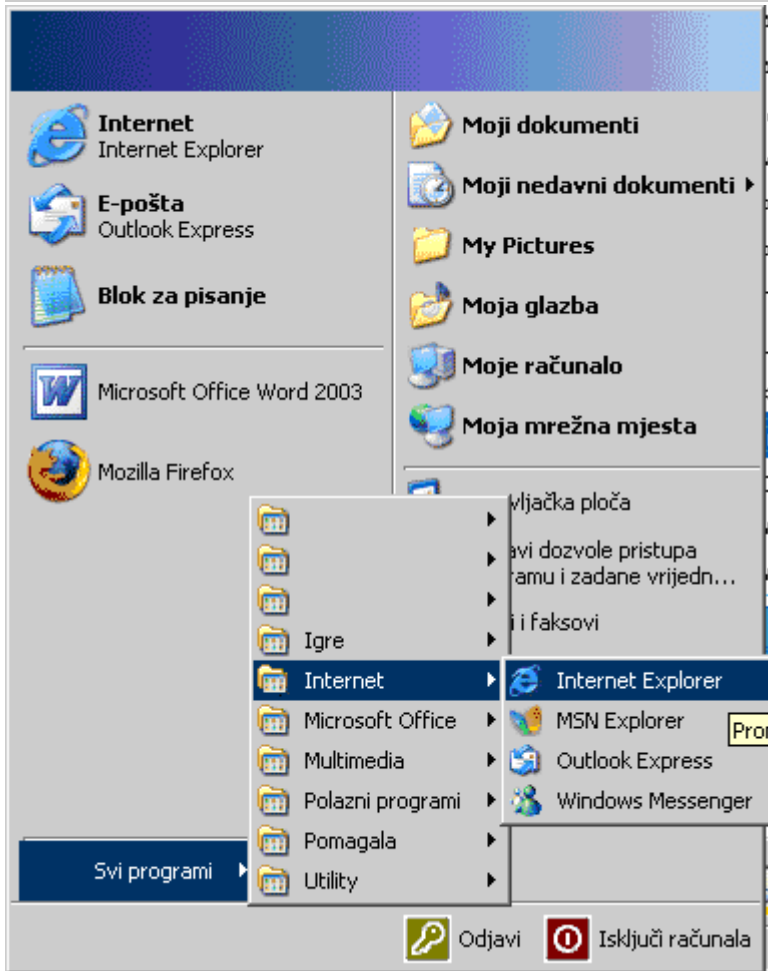 Internet
Internet Explorer
E-pošta
Outlook Express
Blok za pisanje
Microsoft Office Word 2003
Mozilla Firefox
Moji dokumenti
Moji nedavni dokumenti
My Pictures
Moja glazba
Moje računalo
Moja mrežna mjesta
vljačka ploča
avi dozvole pristupa
amu i zadane vrijedn...
i i faksovi
Igre
Internet
Microsoft Office
Multimedia
Polazni programi
Pomagala
Utility
Internet Explorer
MSN Explorer
Outlook Express
Windows Messenger
Svi programi
Odjavi
Isključi računala